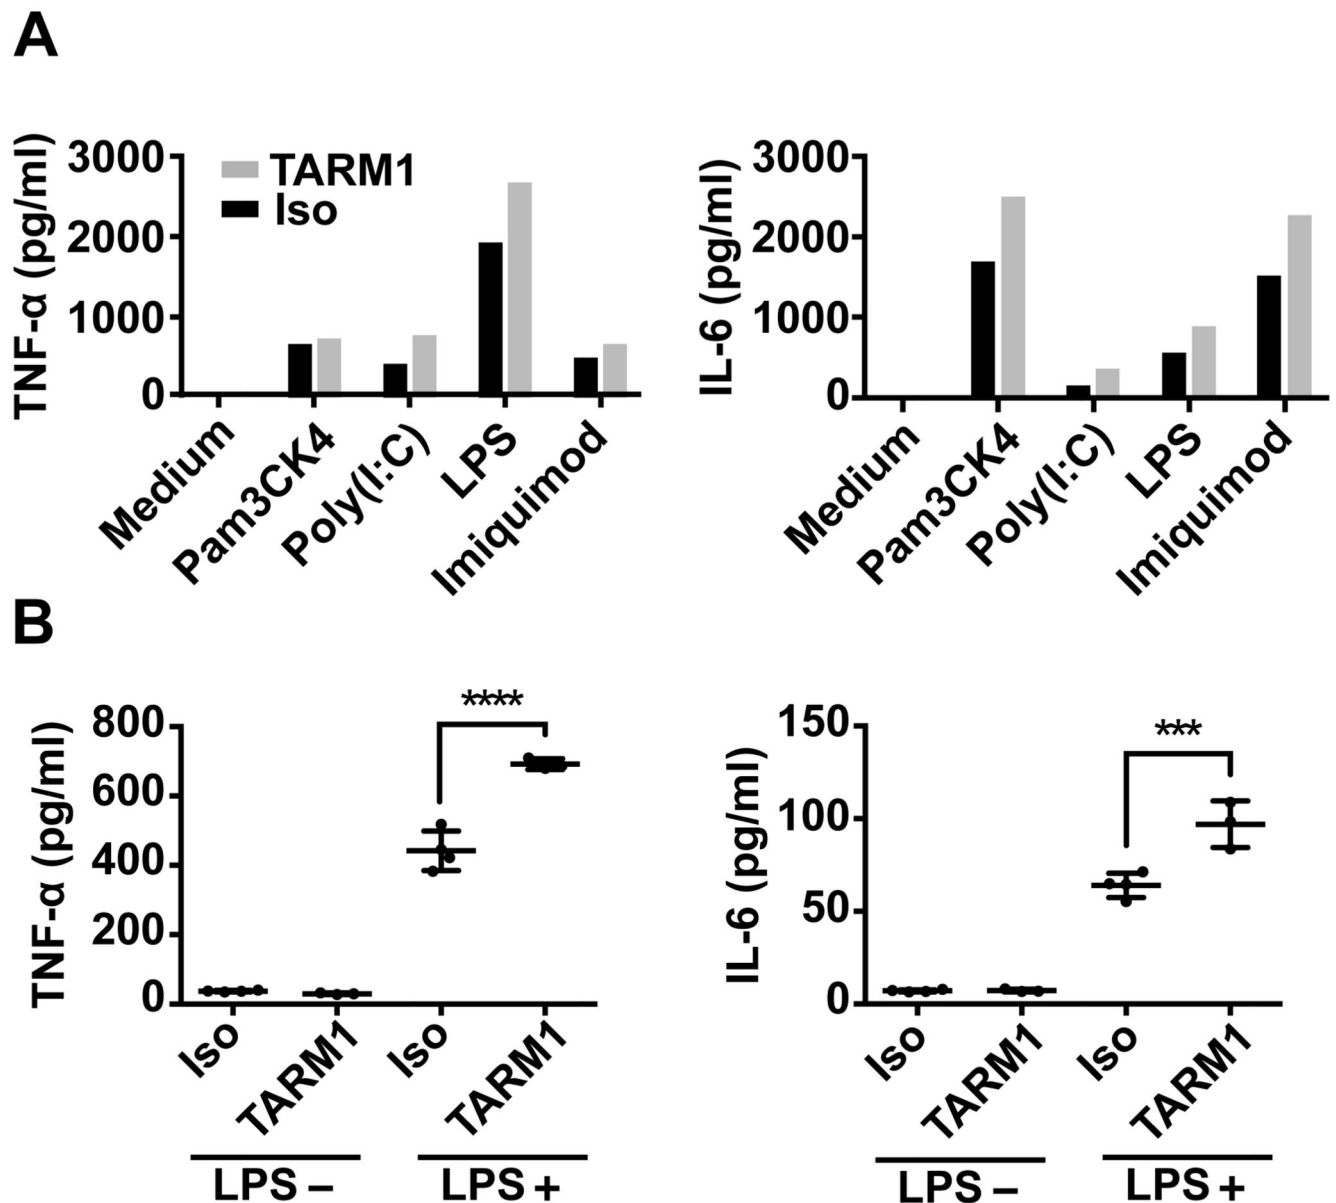 A
TNF-α (pg/ml)
3000
2000
1000
0
TARM1
Iso
Medium
Pam3CK4
Poly(I:C)
LPS
Imiquimod
IL-6 (pg/ml)
3000
2000
1000
0
Medium
Pam3CK4
Poly(I:C)
LPS
Imiquimod
B
TNF-α (pg/ml)
800
600
400
200
0
****
Iso
TARM1
Iso
TARM1
LPS –
LPS +
IL-6 (pg/ml)
150
100
50
0
***
Iso
TARM1
Iso
TARM1
LPS –
LPS +